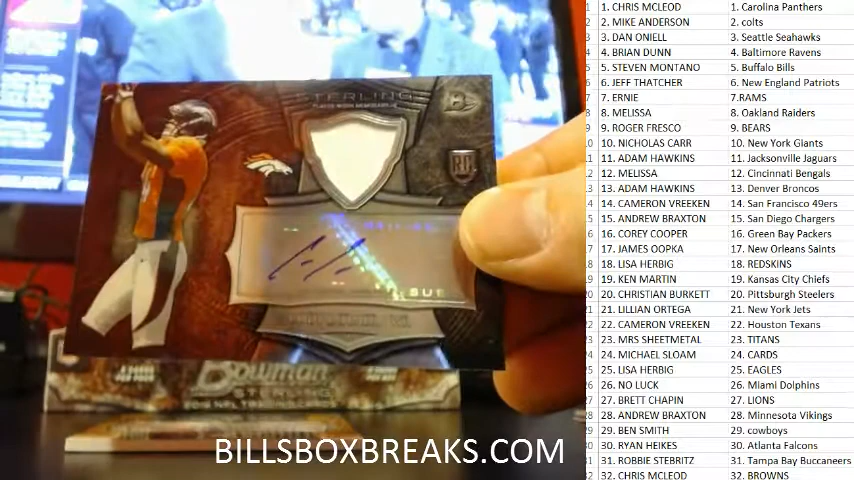 STERLING
RC
ISSUE
Bowman
STERLING
BILLSBOXBREAKS.COM
1. CHRIS MCLEOD 1. Carolina Panthers
2. MIKE ANDERSON 2. colts
3. DAN ONIELL 3. Seattle Seahawks
4. BRIAN DUNN 4. Baltimore Ravens
5. STEVEN MONTANO 5. Buffalo Bills
6. JEFF THATCHER 6. New England Patriots
7. ERNIE 7.RAMS
8. MELISSA 8. Oakland Raiders
9. ROGER FRESCO 9. BEARS
10. NICHOLAS CARR 10. New York Giants
11. ADAM HAWKINS 11. Jacksonville Jaguars
12. MELISSA 12. Cincinnati Bengals
13. ADAM HAWKINS 13. Denver Broncos
14. CAMERON VREEKEN 14. San Francisco 49ers
15. ANDREW BRAXTON 15. San Diego Chargers
16. COREY COOPER 16. Green Bay Packers
17. JAMES OOPKA 17. New Orleans Saints
18. LISA HERBIG 18. REDSKINS
19. KEN MARTIN 19. Kansas City Chiefs
20. CHRISTIAN BURKETT 20. Pittsburgh Steelers
21. LILLIAN ORTEGA 21. New York Jets
22. CAMERON VREEKEN 22. Houston Texans
23. MRS SHEETMETAL 23. TITANS
24. MICHAEL SLOAM 24. CARDS
25. LISA HERBIG 25. EAGLES
26. NO LUCK 26. Miami Dolphins
27. BRETT CHAPIN 27. LIONS
28. ANDREW BRAXTON 28. Minnesota Vikings
29. BEN SMITH 29. cowboys
30. RYAN HEIKES 30. Atlanta Falcons
31. ROBBIE STEBRITZ 31. Tampa Bay Buccaneers
32. CHRIS MCLEOD 32. BROWNS